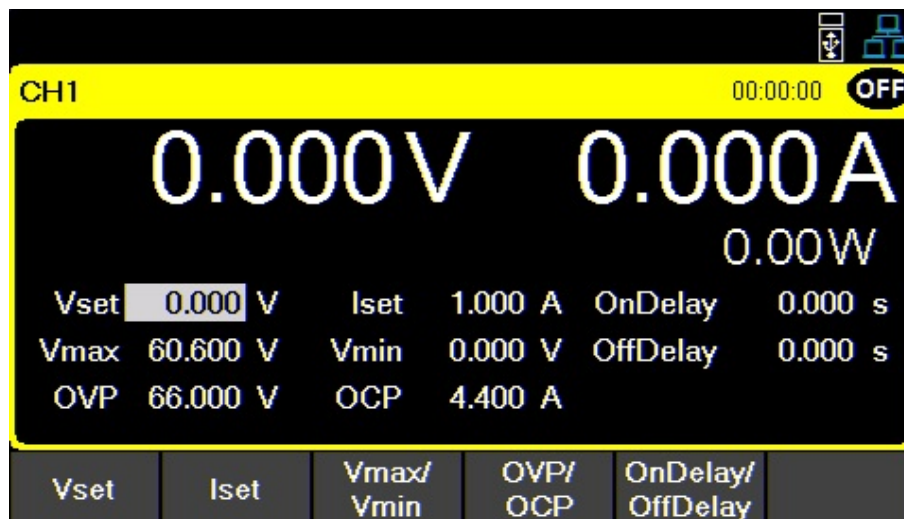 CH1 00:00:00 OFF
0.000V 0.000A
0.00W
Vset 0.000 V Iset 1.000 A OnDelay 0.000 s
Vmax 60.600 V Vmin 0.000 V OffDelay 0.000 s
OVP 66.000 V OCP 4.400 A
Vset Iset Vmax/ Vmin OVP/ OCP OnDelay/ OffDelay